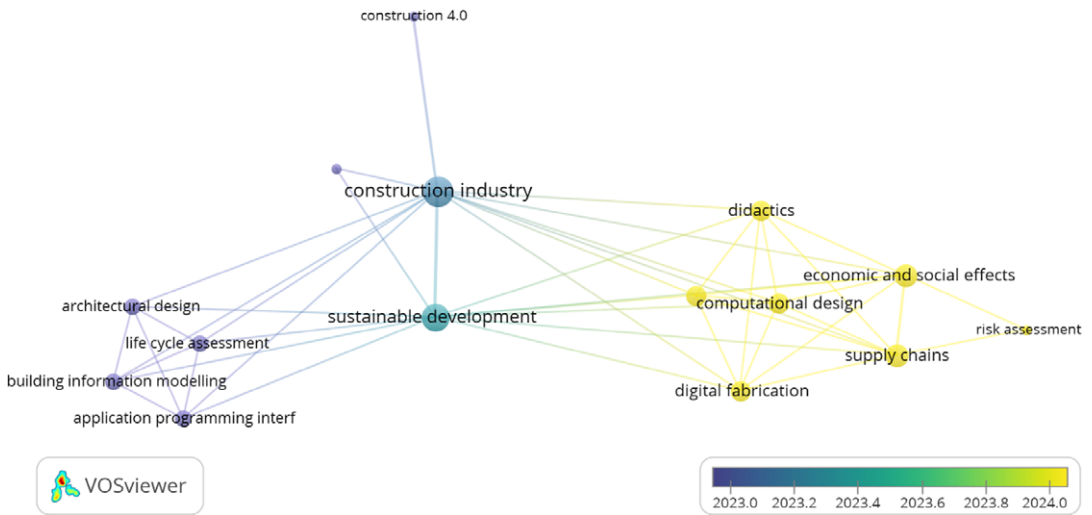 construction 4.0
construction industry
didactics
economic and social effects
computational design
architectural design
sustainable development
risk assessment
life cycle assessment
supply chains
building information modelling
digital fabrication
application programming interf
VOSviewer
2023.0 2023.2 2023.4 2023.6 2023.8 2024.0